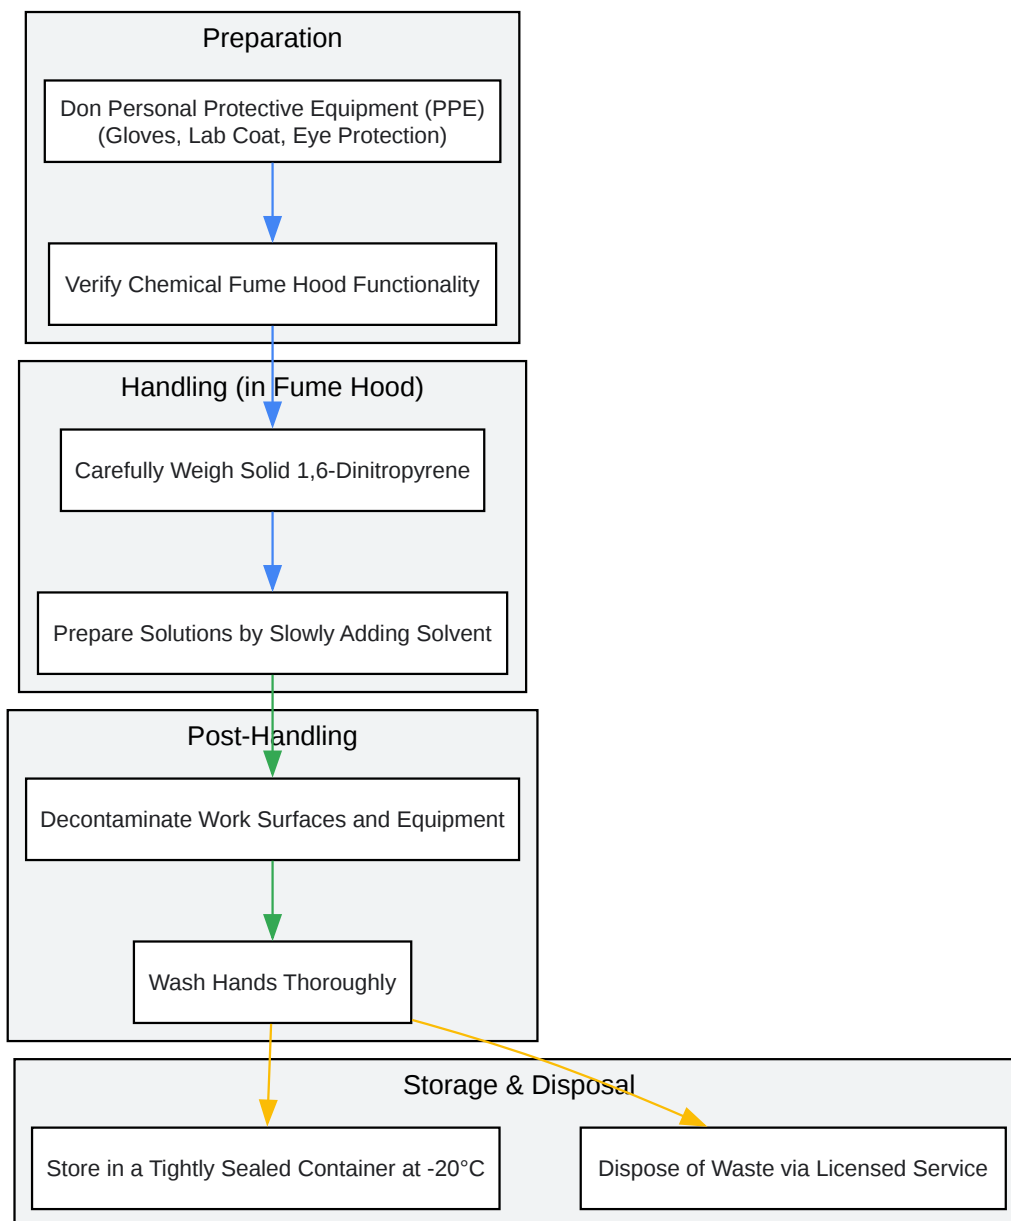 Preparation
Don Personal Protective Equipment (PPE)
(Gloves, Lab Coat, Eye Protection)
Verify Chemical Fume Hood Functionality
Handling (in Fume Hood)
Carefully Weigh Solid 1,6-Dinitropyrene
Prepare Solutions by Slowly Adding Solvent
Post-Handling
Decontaminate Work Surfaces and Equipment
Wash Hands Thoroughly
Storage & Disposal
Store in a Tightly Sealed Container at -20°C
Dispose of Waste via Licensed Service